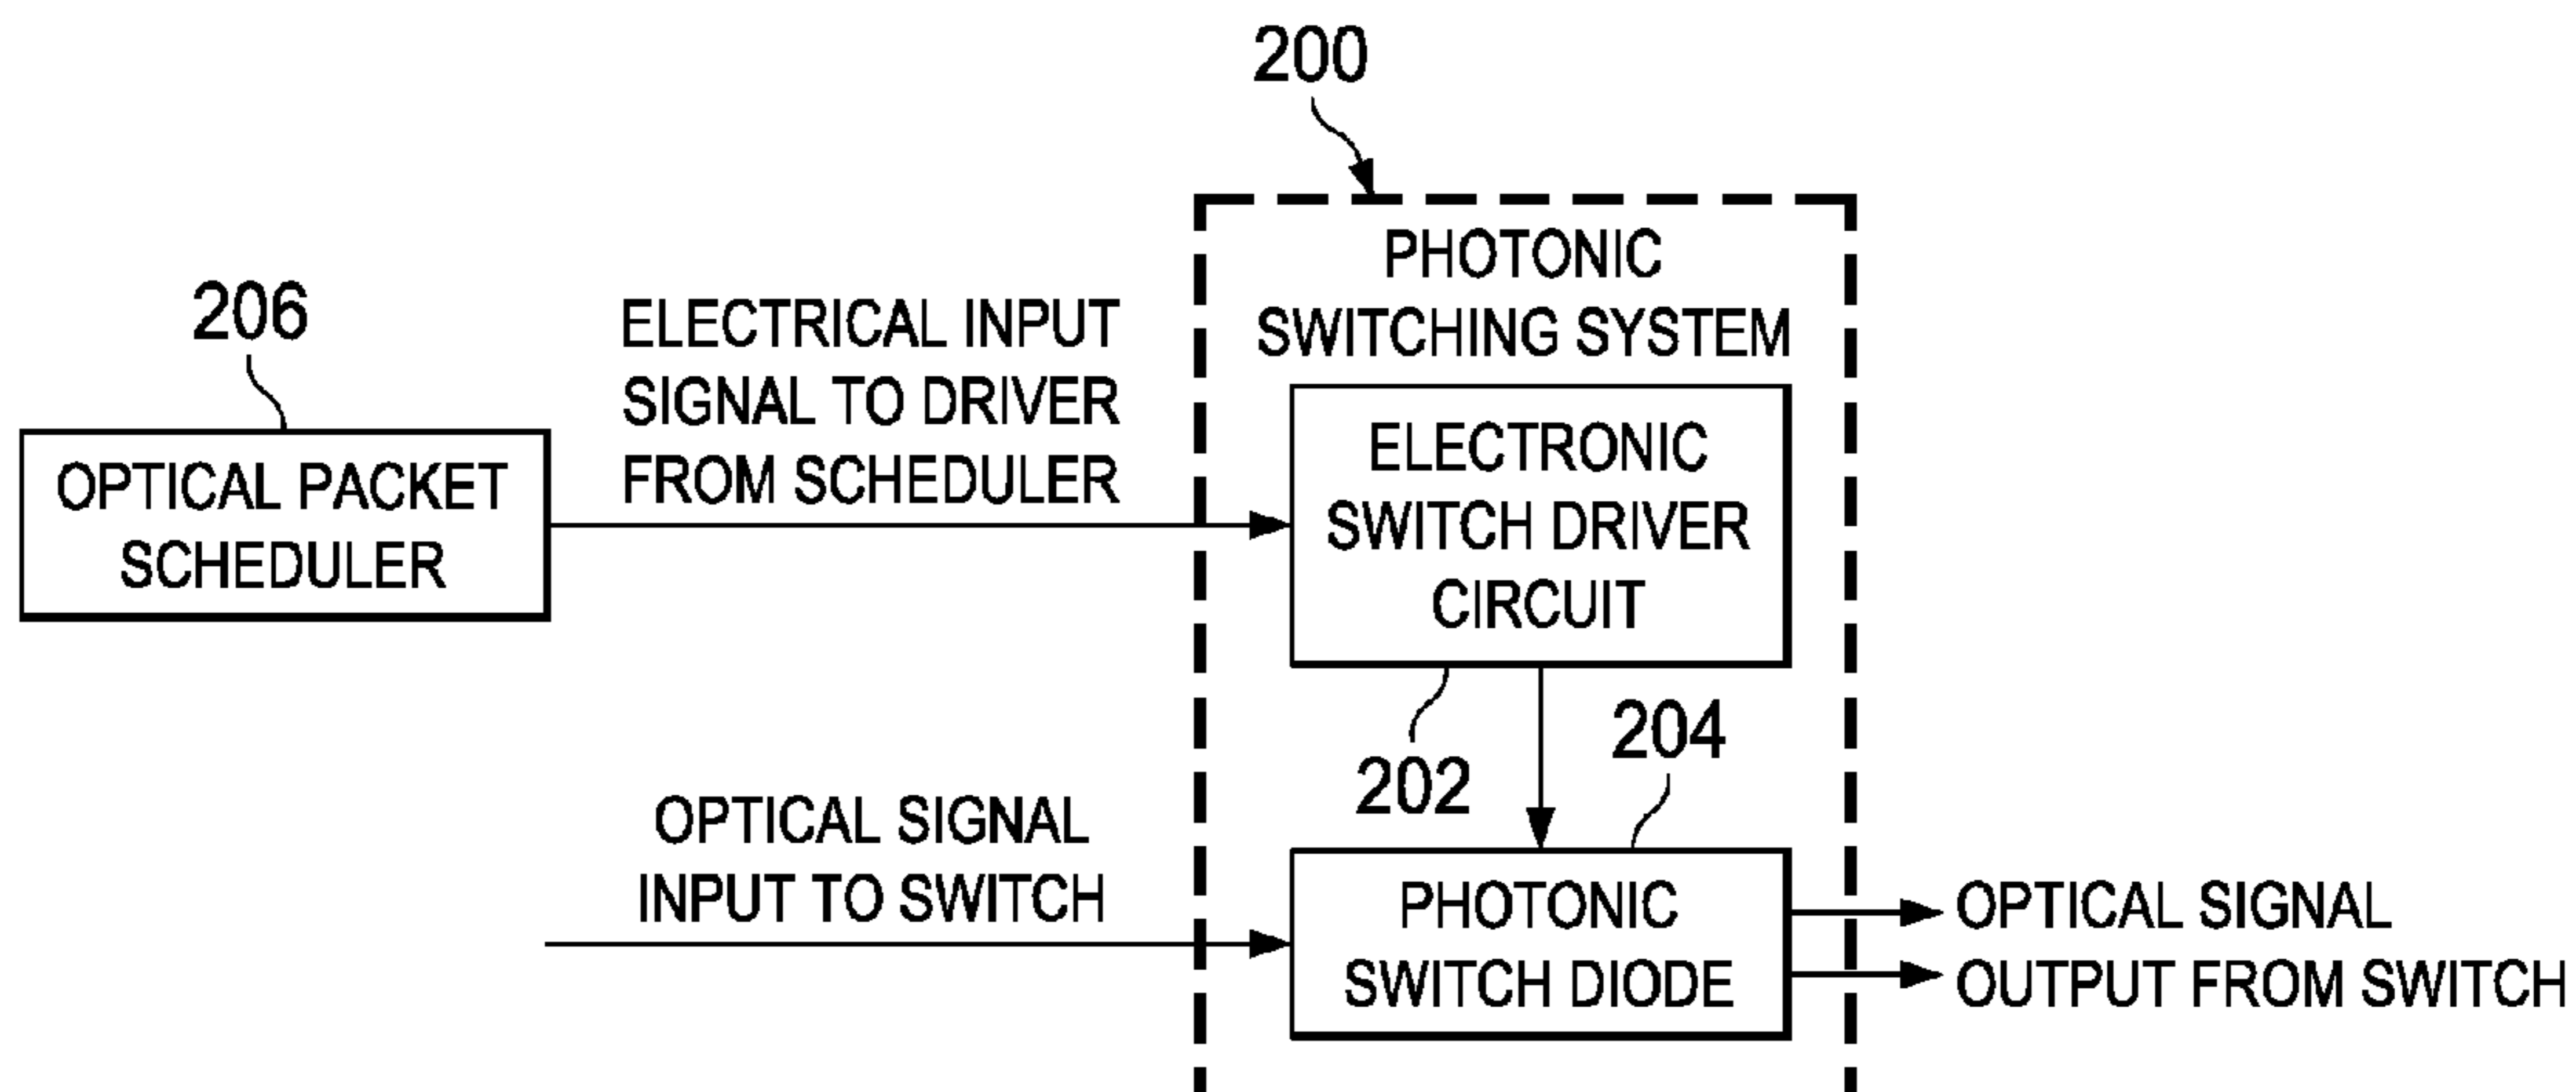 200
PHOTONIC
SWITCHING SYSTEM
206
ELECTRICAL INPUT
SIGNAL TO DRIVER
FROM SCHEDULER
OPTICAL PACKET
SCHEDULER
ELECTRONIC
SWITCH DRIVER
CIRCUIT
202
204
OPTICAL SIGNAL
INPUT TO SWITCH
PHOTONIC
SWITCH DIODE
OPTICAL SIGNAL
OUTPUT FROM SWITCH